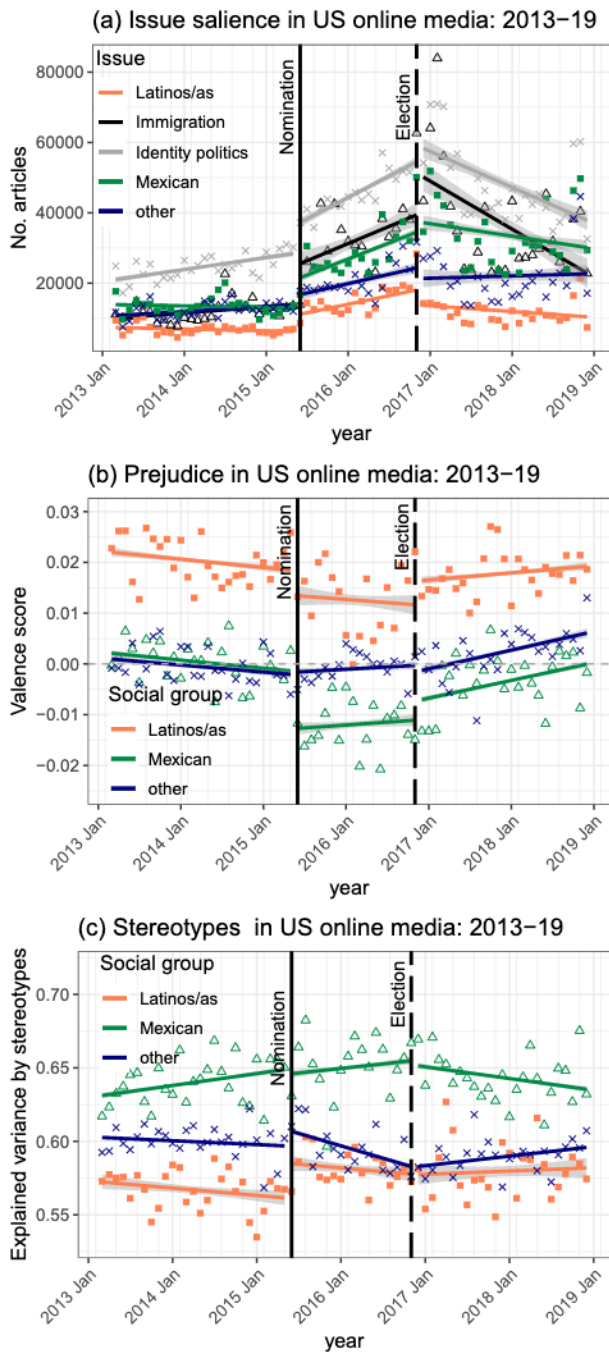 (a) Issue salience in US online media: 2013−19
Issue
Latinos/as
Immigration
Identity politics
Mexican
other
Nomination
Election
No. articles
80000
60000
40000
20000
2013 Jan
2014 Jan
2015 Jan
2016 Jan
2017 Jan
2018 Jan
2019 Jan
year
(b) Prejudice in US online media: 2013−19
Nomination
Election
Valence score
0.03
0.02
0.01
0.00
−0.01
−0.02
Social group
Latinos/as
Mexican
other
2013 Jan
2014 Jan
2015 Jan
2016 Jan
2017 Jan
2018 Jan
2019 Jan
year
(c) Stereotypes in US online media: 2013−19
Social group
Latinos/as
Mexican
other
Nomination
Election
Explained variance by stereotypes
0.70
0.65
0.60
0.55
2013 Jan
2014 Jan
2015 Jan
2016 Jan
2017 Jan
2018 Jan
2019 Jan
year